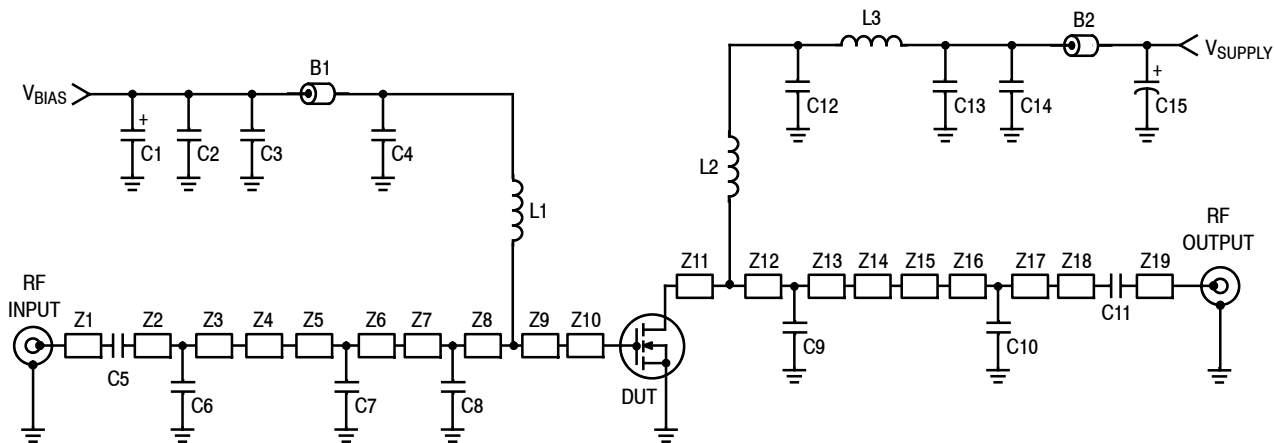 L3
B2
V_SUPPLY
C12
C13
C14
+
C15
B1
V_BIAS
+
C1
C2
C3
C4
L2
L1
RF
OUTPUT
Z11
Z12
Z13
Z14
Z15
Z16
Z17
Z18
Z19
C11
C9
C10
RF
INPUT
Z1
Z2
Z3
Z4
Z5
Z6
Z7
Z8
Z9
Z10
C5
C6
C7
C8
DUT